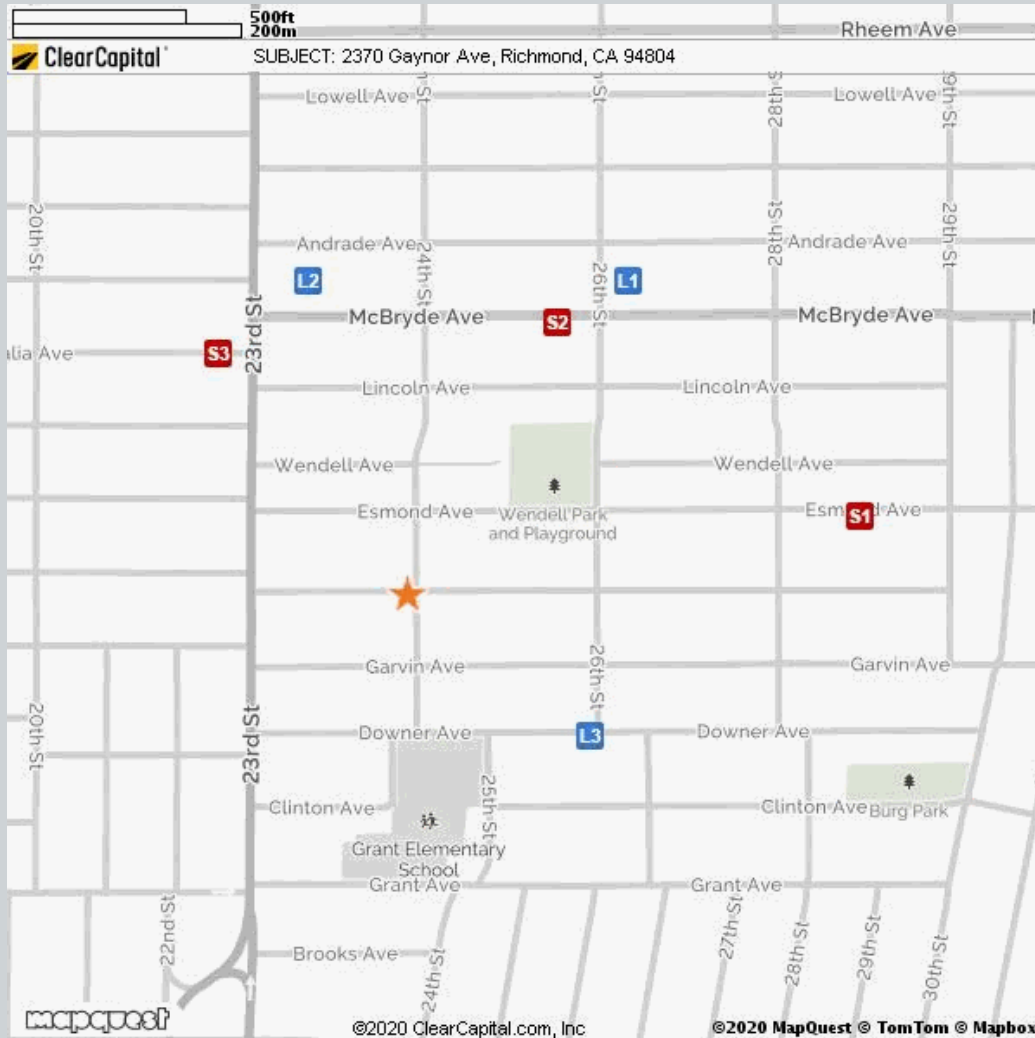 500ft
200m
Rheem Ave
ClearCapital
SUBJECT: 2370 Gaynor Ave, Richmond, CA 94804
Lowell Ave
St
St
28th S
Lowell Ave
20th St
28th St
29th St
Andrade Ave
24th St
Andrade Ave
L2
26th St
L1
23rd St
McBryde Ave
S2
McBryde Ave
alia Ave
S3
Lincoln Ave
Lincoln Ave
Wendell Ave
Wendell Ave
Esmond Ave
Wendell Park
and Playground
S1
Ave
Garvin Ave
26th St
Garvin Ave
20th St
23rd St
Downer Ave
L3
Downer Ave
Clinton Ave
25th St
Clinton Ave
Burg Park
Grant Elementary
School
Grant Ave
Grant Ave
22nd St
Brooks Ave
24th St
27th St
28th St
29th St
30th St
mapquest
©2020 ClearCapital.com, Inc
©2020 MapQuest © TomTom © Mapbox